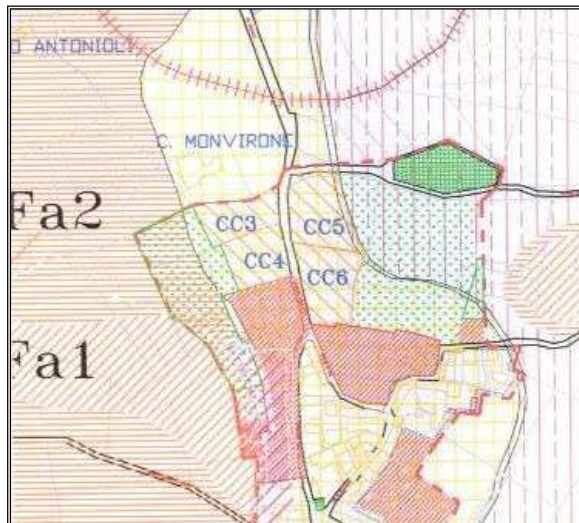 O ANTONIOLI
C. MONVIRONE
Fa2
CC3
CC5
CC4
CC6
Fa1